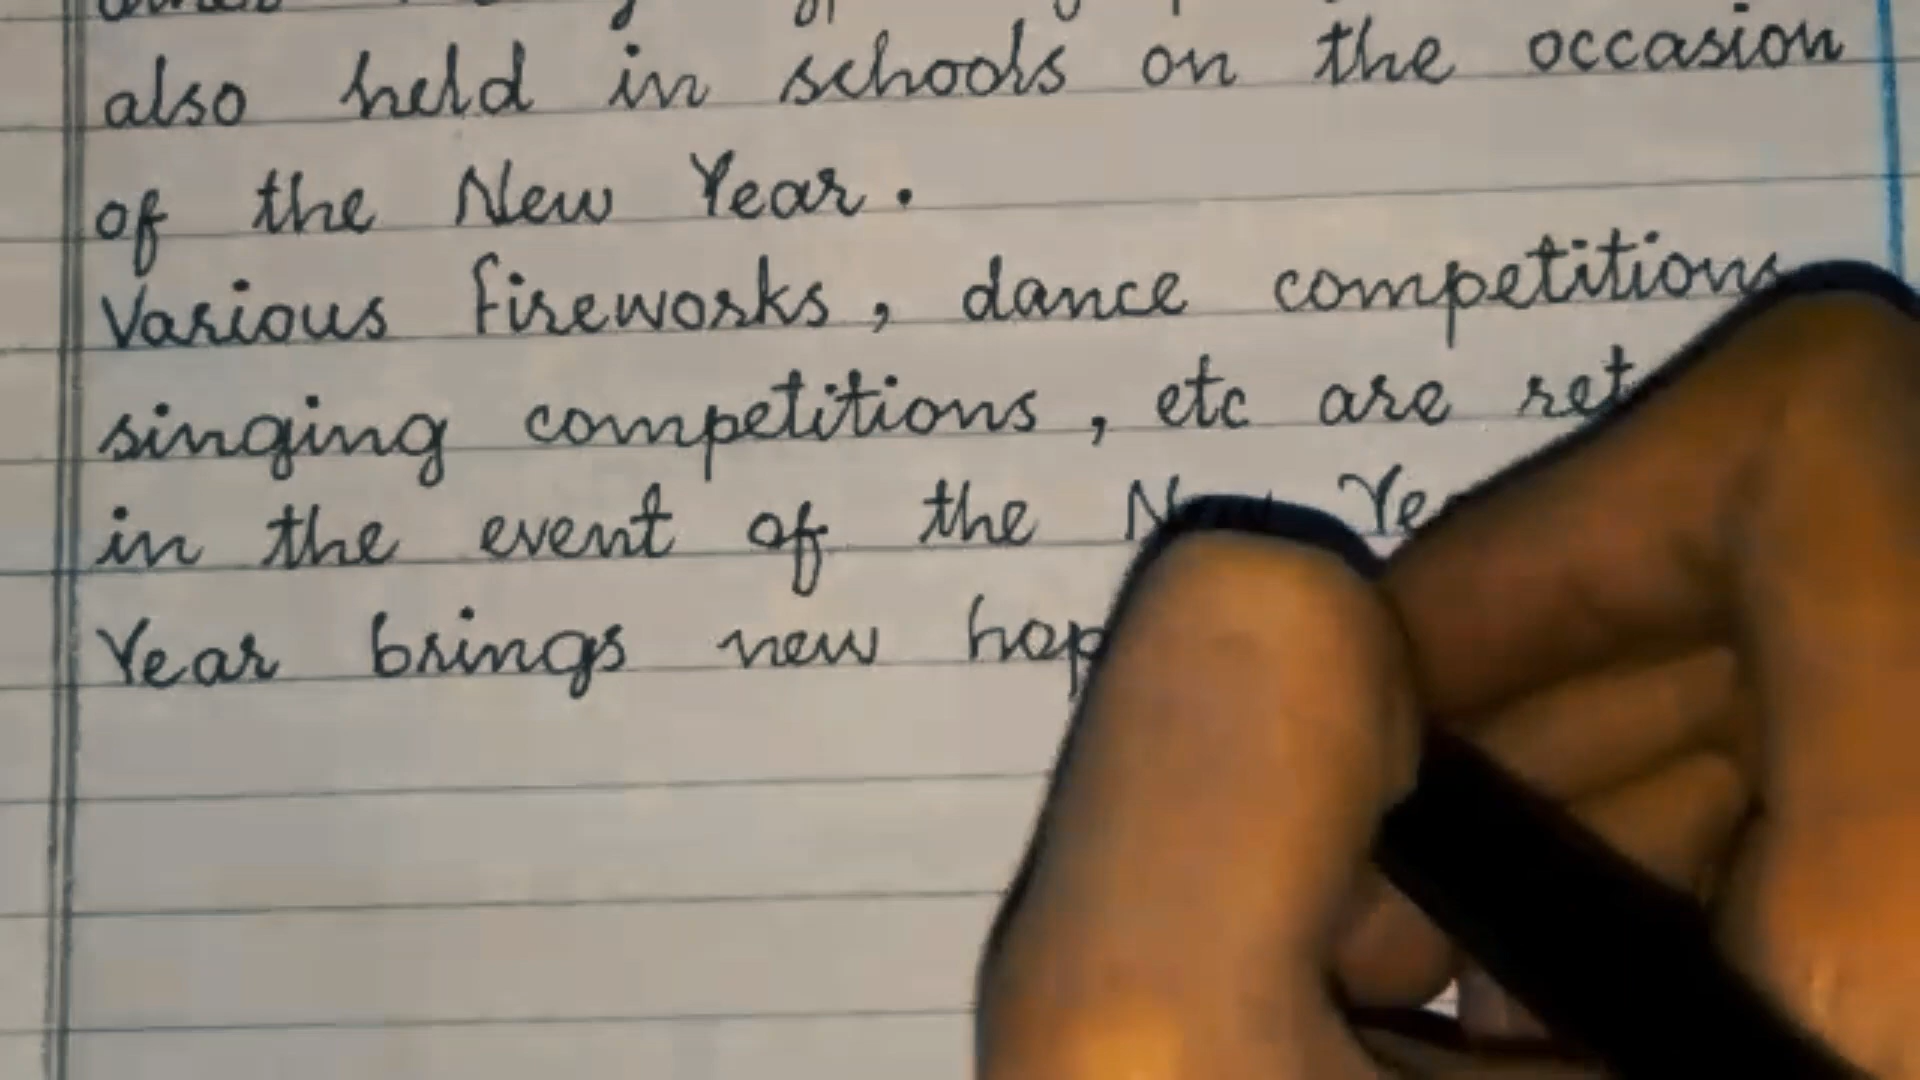 also held in schools on the occasion
of the New Year.
Various fireworks, dance competitions
singing competitions, etc are
in the event of the
Year brings new